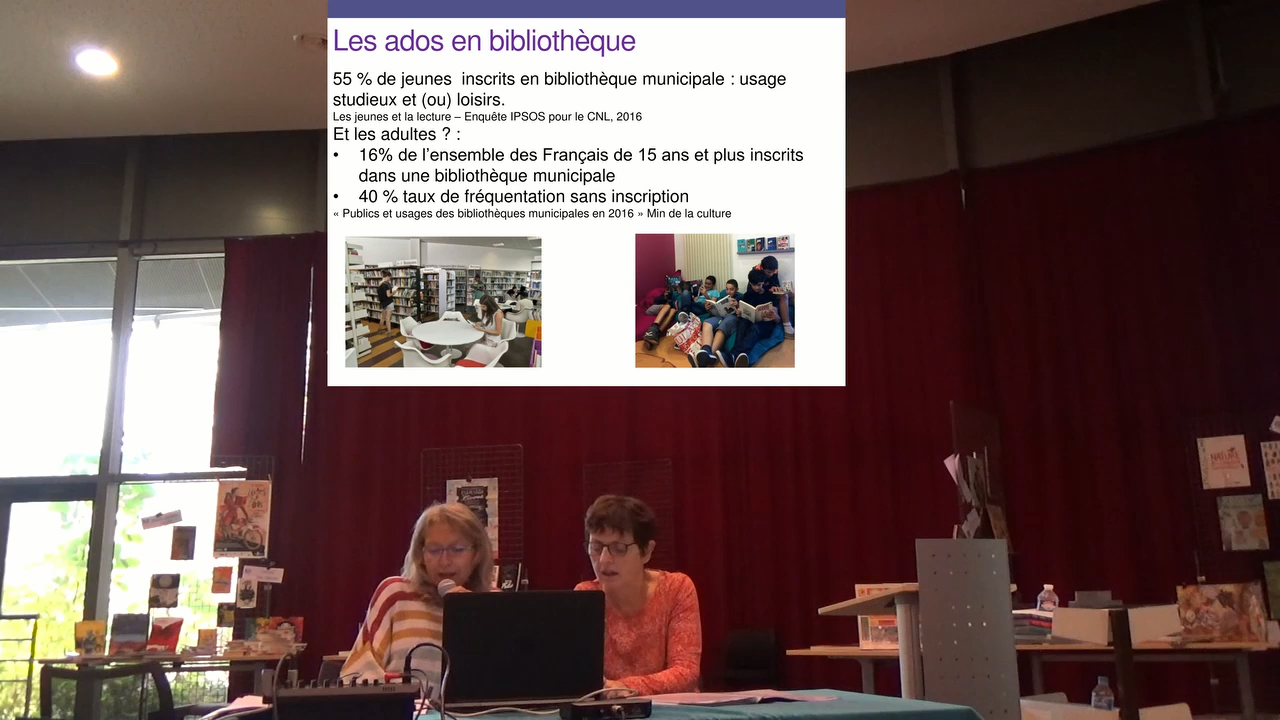 Les ados en bibliothèque
55 % de jeunes inscrits en bibliothèque municipale : usage
studieux et (ou) loisirs.
Les jeunes et la lecture – Enquête IPSOS pour le CNL, 2016
Et les adultes ? :
• 16% de l'ensemble des Français de 15 ans et plus inscrits
dans une bibliothèque municipale
• 40 % taux de fréquentation sans inscription
« Publics et usages des bibliothèques municipales en 2016 » Min de la culture
NATURE